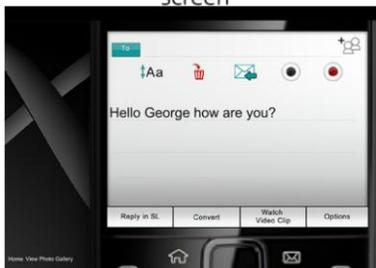 screen
To
Aa
Hello George how are you?
Reply in SL
Convert
Watch
Video Clip
Options
Home View Photo Gallery